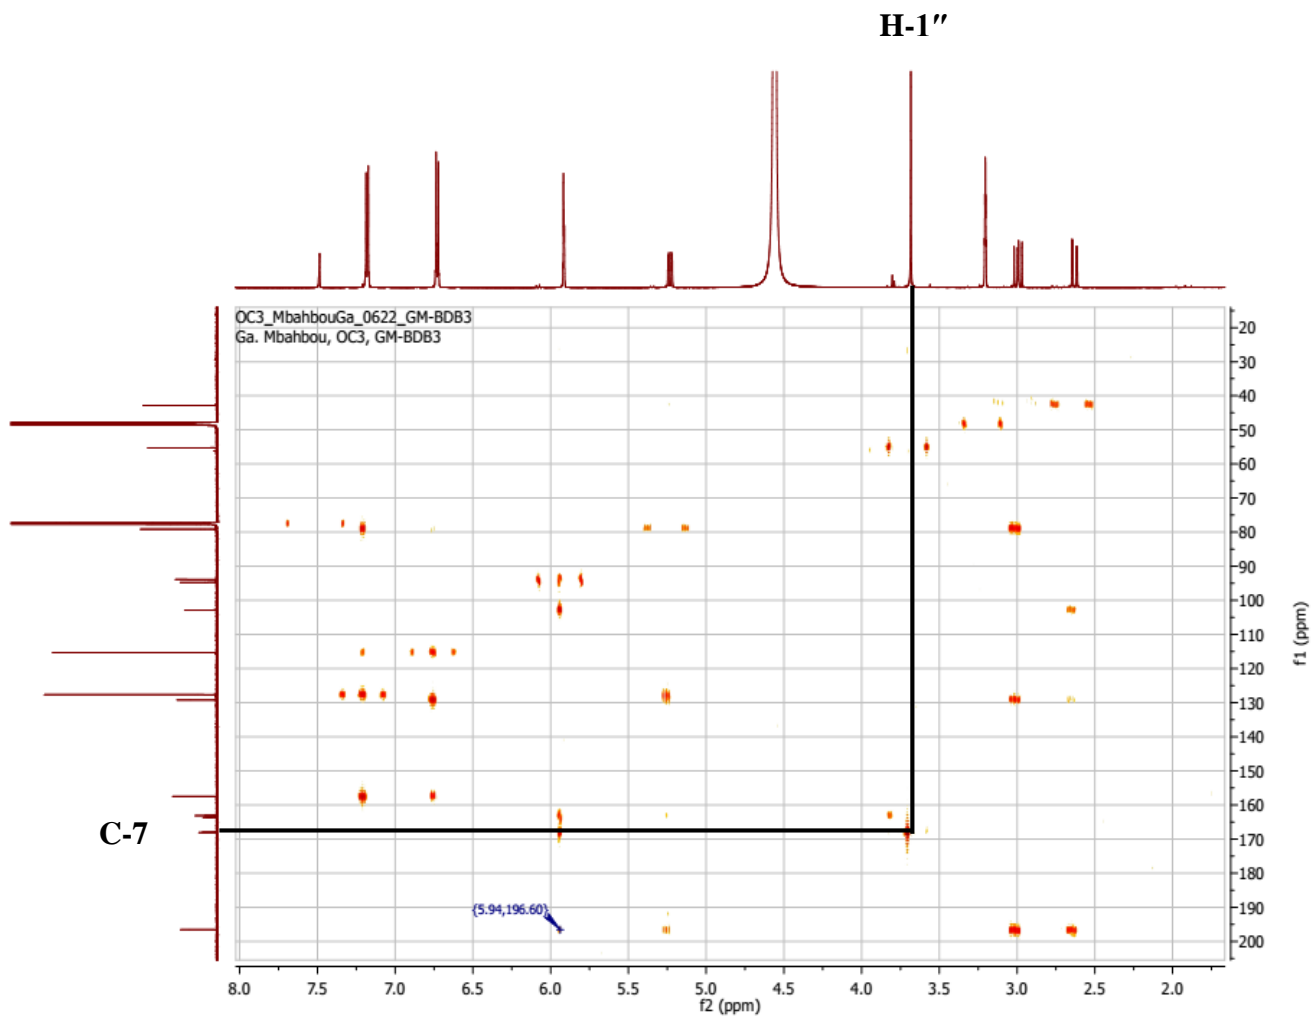 H-1″
OC3_MbahbouGa_0622_GM-BDB3
Ga. Mbahbou, OC3, GM-BDB3
20
30
40
50
60
70
80
90
100
110
120
130
140
150
160
170
180
190
200
f1 (ppm)
C-7
{5.94,196.60}
8.0 7.5 7.0 6.5 6.0 5.5 5.0 4.5 4.0 3.5 3.0 2.5 2.0
f2 (ppm)